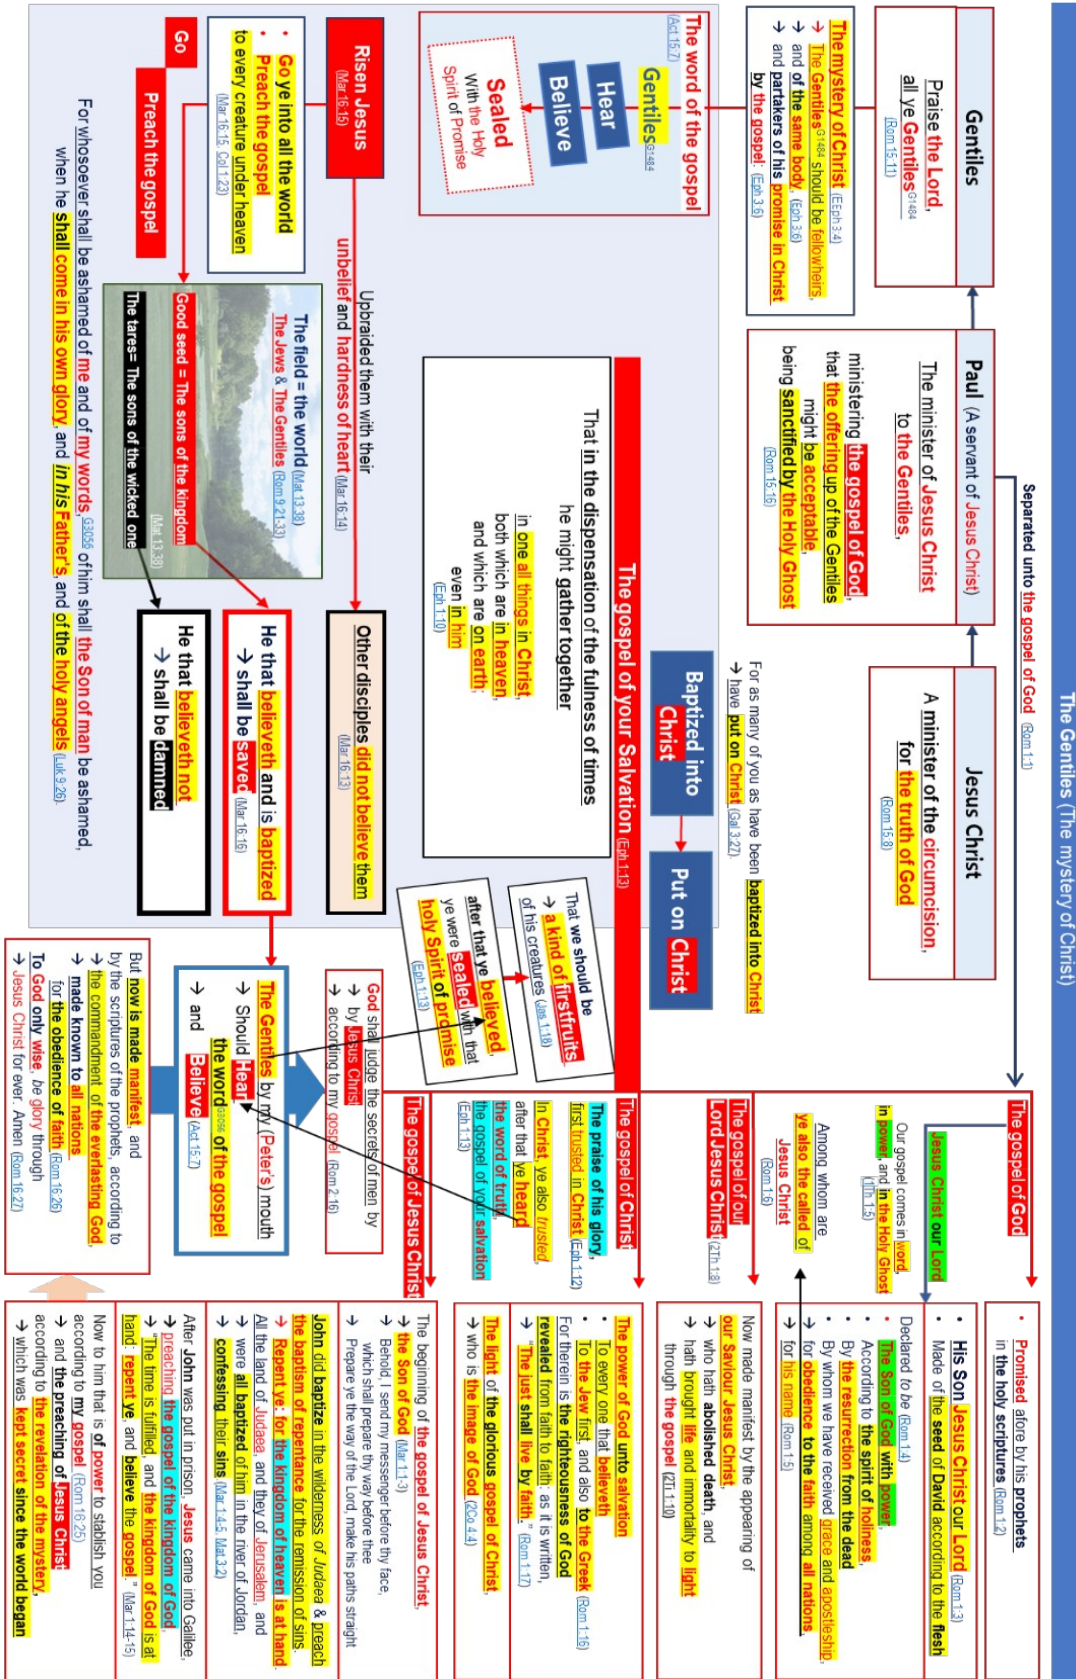 The Gentiles (The mystery of Christ)
Gentiles
Praise the Lord,
all ye Gentiles G1484
(Rom 15:11)
Paul (A servant of Jesus Christ)
The minister of Jesus Christ
to the Gentiles,
ministering the gospel of God,
that the offering up of the Gentiles
might be acceptable,
being sanctified by the Holy Ghost
(Rom 15:16)
Jesus Christ
A minister of the circumcision,
for the truth of God
(Rom 15:8)
Separated unto the gospel of God (Rom 1:1)
The mystery of Christ (EEph 3:4)
→ The Gentiles G1484 should be fellowheirs,
→ and of the same body, (Eph 3:6)
→ and partakers of his promise in Christ
by the gospel: (Eph 3:6)
For as many of you as have been baptized into Christ
→ have put on Christ (Gal 3:27).
Baptized into
Christ
Put on Christ
The word of the gospel
(Act 15:7)
Gentiles G1484
Hear
Believe
Sealed
With the Holy
Spirit of Promise
The gospel of your Salvation (Eph 1:13)
That in the dispensation of the fulness of times
he might gather together
in one all things in Christ,
both which are in heaven,
and which are on earth;
even in him
(Eph 1:10)
That we should be
→ a kind of firstfruits
of his creatures (Jas 1:18)
after that ye believed,
ye were sealed with that
holy Spirit of promise
(Eph 1:13)
Risen Jesus
(Mar 16:15)
Upbraided them with their
unbelief and hardness of heart (Mar 16:14)
Other disciples did not believe them
(Mar 16:13)
• Go ye into all the world
• Preach the gospel
to every creature under heaven
(Mar 16:15, Col 1:23)
Go
Preach the gospel
The field = the world (Mat 13:38)
The Jews & The Gentiles (Rom 9:21-33)
Good seed = The sons of the kingdom
The tares= The sons of the wicked one
(Mat 13:38)
He that believeth and is baptized
→ shall be saved (Mar 16:16)
He that believeth not
→ shall be damned
For whosoever shall be ashamed of me and of my words, G3056 of him shall the Son of man be ashamed,
when he shall come in his own glory, and in his Father's, and of the holy angels (Luk 9:26).
The gospel of God
Jesus Christ our Lord
Our gospel comes in word,
in power, and in the Holy Ghost
(1Th 1:5)
Among whom are
ye also the called of
Jesus Christ
(Rom 1:6)
• Promised afore by his prophets
in the holy scriptures (Rom 1:2)
• His Son Jesus Christ our Lord (Rom 1:3)
• Made of the seed of David according to the flesh
Declared to be (Rom 1:4)
• The Son of God with power,
• According to the spirit of holiness,
• By the resurrection from the dead
• By whom we have received grace and apostleship,
→ for obedience to the faith among all nations,
→ for his name (Rom 1:5)
The gospel of our
Lord Jesus Christ (2Th 1:8)
Now made manifest by the appearing of
our Saviour Jesus Christ,
→ who hath abolished death, and
→ hath brought life and immortality to light
through the gospel (2Ti 1:10)
The gospel of Christ
The praise of his glory,
first trusted in Christ (Eph 1:12)
In Christ, ye also trusted,
after that ye heard
the word of truth,
the gospel of your salvation
(Eph 1:13)
The power of God unto salvation
• To every one that believeth
• To the Jew first, and also to the Greek (Rom 1:16)
For therein is the righteousness of God
revealed from faith to faith: as it is written,
→ "The just shall live by faith." (Rom 1:17)
The light of the glorious gospel of Christ,
→ who is the image of God (2Co 4:4)
The gospel of Jesus Christ
The beginning of the gospel of Jesus Christ,
→ the Son of God (Mar 1:1-3)
→ Behold, I send my messenger before thy face,
which shall prepare thy way before thee
→ Prepare ye the way of the Lord, make his paths straight
John did baptize in the wilderness of Judaea & preach
the baptism of repentance for the remission of sins.
→ Repent ye: for the kingdom of heaven is at hand.
All the land of Judaea, and they of Jerusalem, and
→ were all baptized of him in the river of Jordan,
→ confessing their sins (Mar 1:4-5, Mat 3:2)
After John was put in prison, Jesus came into Galilee,
→ preaching the gospel of the kingdom of God,
→ "The time is fulfilled, and the kingdom of God is at
hand: repent ye, and believe the gospel." (Mar 1:14-15)
God shall judge the secrets of men by
→ by Jesus Christ
→ according to my gospel (Rom 2:16)
The Gentiles by my (Peter's) mouth
→ Should Hear
the word G3056 of the gospel
→ and Believe (Act 15:7)
But now is made manifest, and
by the scriptures of the prophets, according to
→ the commandment of the everlasting God,
→ made known to all nations
for the obedience of faith (Rom 16:26)
To God only wise, be glory through
→ Jesus Christ for ever. Amen (Rom 16:27)
Now to him that is of power to stablish you
according to my gospel (Rom 16:25)
→ and the preaching of Jesus Christ
according to the revelation of the mystery,
→ which was kept secret since the world began